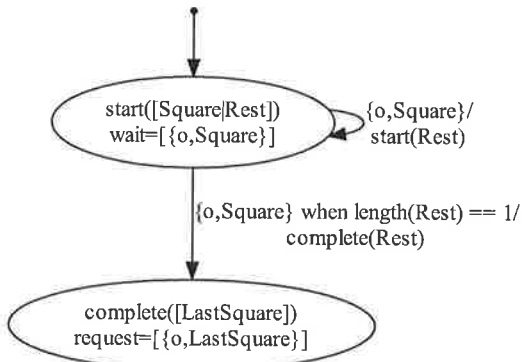 start([Square|Rest])
wait=[{o,Square}]
{o,Square}/
start(Rest)
{o,Square} when length(Rest) == 1/
complete(Rest)
complete([LastSquare])
request=[{o,LastSquare}]